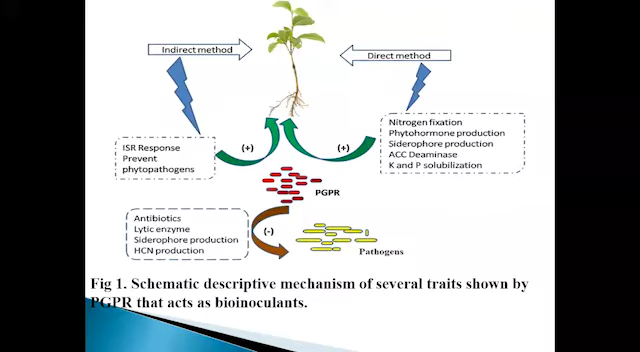 Indirect method
Direct method
ISR Response
Prevent
phytopathogens
(+)
(+)
Nitrogen fixation
Phytohormone production
Siderophore production
ACC Deaminase
K and P solubilization
PGPR
Antibiotics
Lytic enzyme
Siderophore production
HCN production
(-)
Pathogens
Fig 1. Schematic descriptive mechanism of several traits shown by
PGPR that acts as bioinoculants.